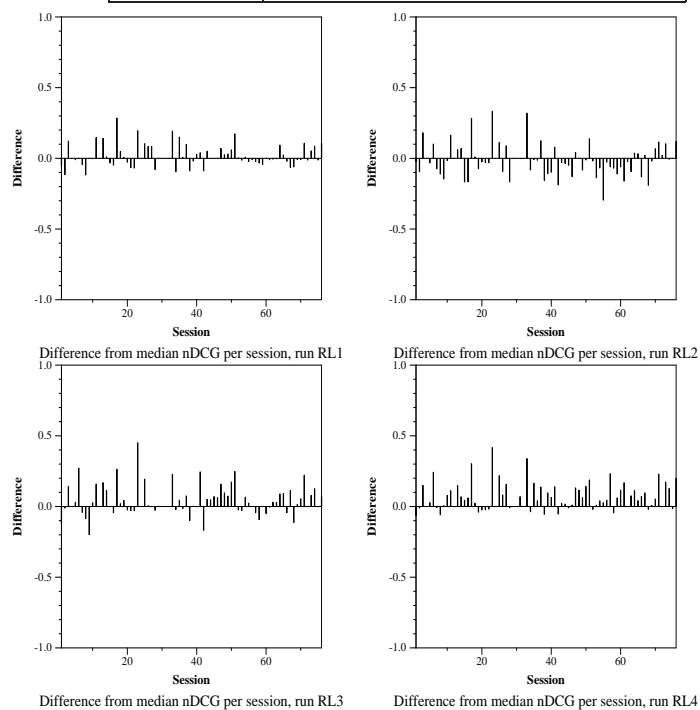 1.0
0.5
0.0
-0.5
-1.0
Difference
20
40
60
Session
Difference from median nDCG per session, run RL1
1.0
0.5
0.0
-0.5
-1.0
Difference
20
40
60
Session
Difference from median nDCG per session, run RL2
1.0
0.5
0.0
-0.5
-1.0
Difference
20
40
60
Session
Difference from median nDCG per session, run RL3
1.0
0.5
0.0
-0.5
-1.0
Difference
20
40
60
Session
Difference from median nDCG per session, run RL4